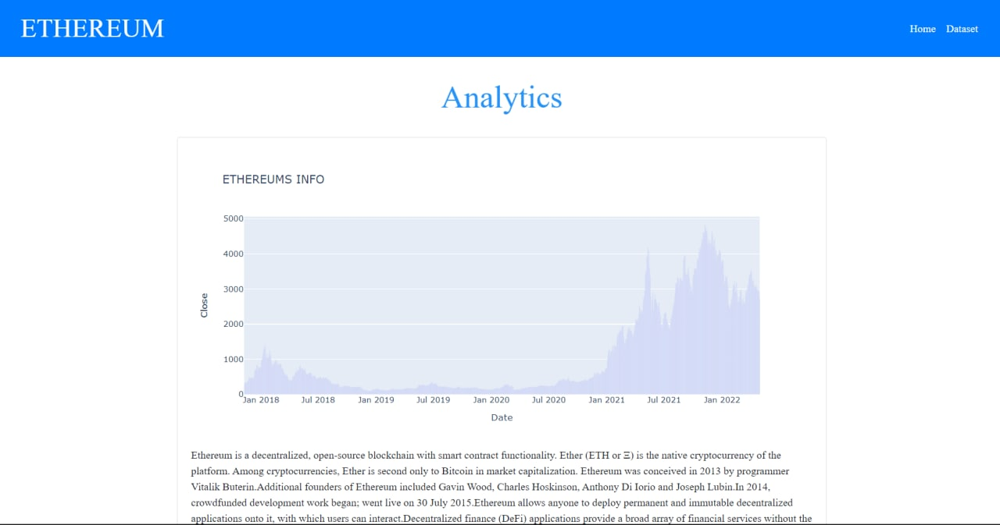 ETHEREUM
Home Dataset
Analytics
ETHEREUMS INFO
5000
4000
3000
2000
1000
0
Close
Jan 2018 Jul 2018 Jan 2019 Jul 2019 Jan 2020 Jul 2020 Jan 2021 Jul 2021 Jan 2022
Date
Ethereum is a decentralized, open-source blockchain with smart contract functionality. Ether (ETH or Ξ) is the native cryptocurrency of the
platform. Among cryptocurrencies, Ether is second only to Bitcoin in market capitalization. Ethereum was conceived in 2013 by programmer
Vitalik Buterin.Additional founders of Ethereum included Gavin Wood, Charles Hoskinson, Anthony Di Iorio and Joseph Lubin.In 2014,
crowdfunded development work began; went live on 30 July 2015.Ethereum allows anyone to deploy permanent and immutable decentralized
applications onto it, with which users can interact.Decentralized finance (DeFi) applications provide a broad array of financial services without the